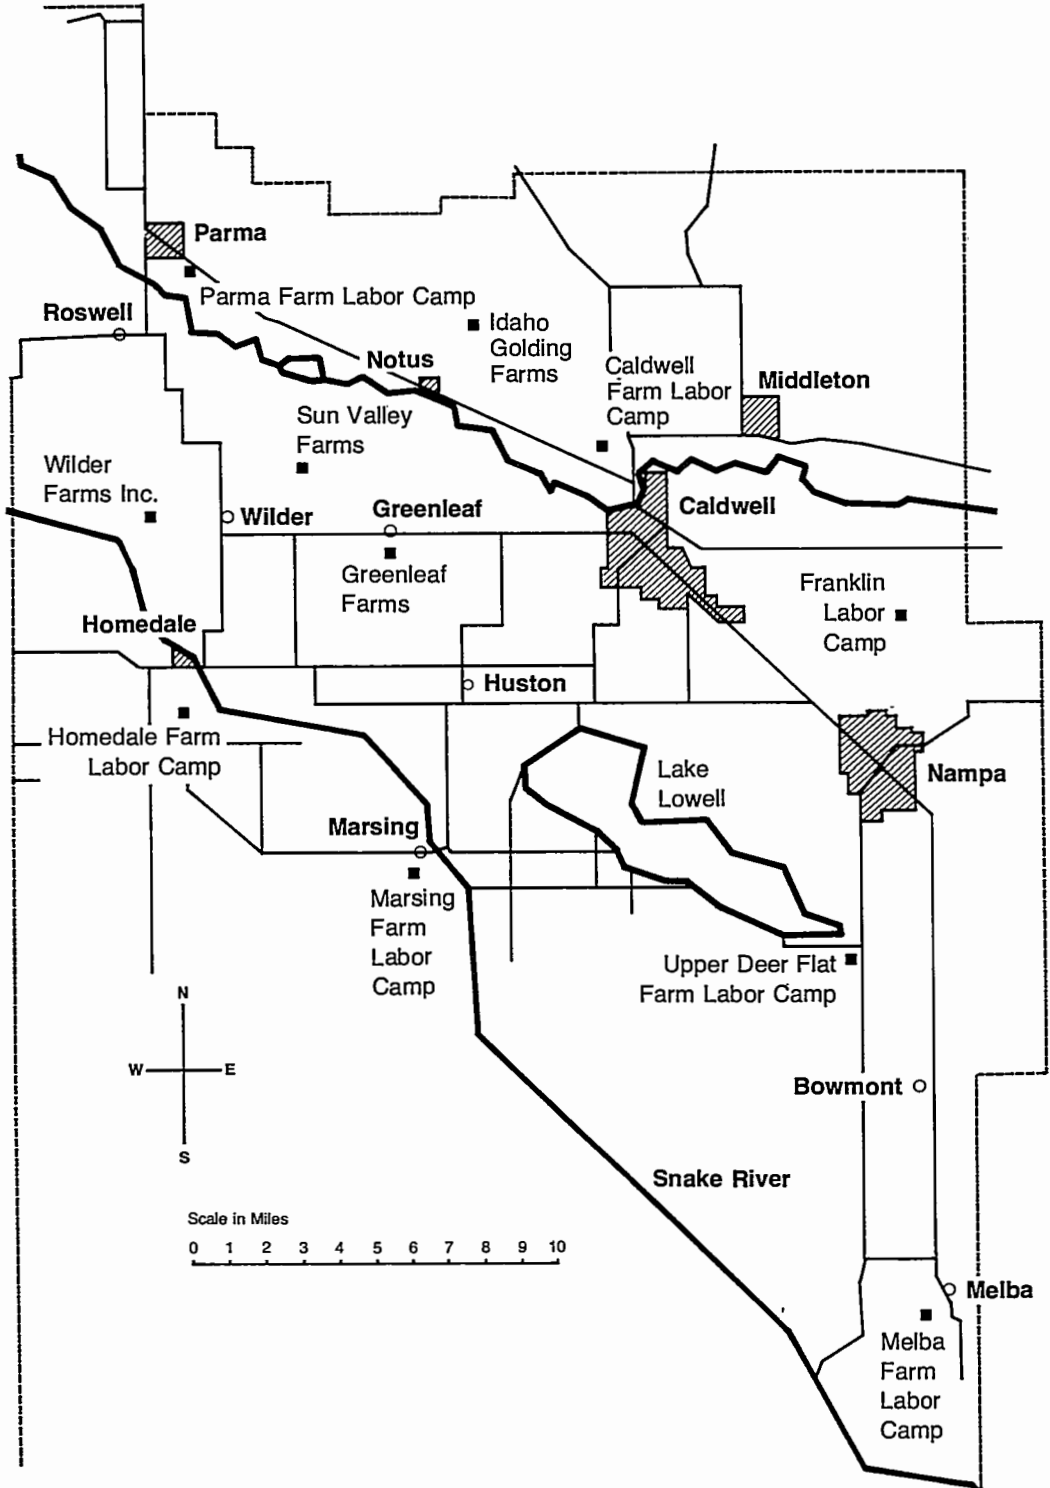 Parma
Parma Farm Labor Camp
Roswell
Idaho
Golding
Farms
Notus
Caldwell
Farm Labor
Camp
Middleton
Sun Valley
Farms
Wilder
Farms Inc.
Wilder
Greenleaf
Caldwell
Greenleaf
Farms
Franklin
Labor
Camp
Homedale
Huston
Homedale Farm
Labor Camp
Lake
Lowell
Nampa
Marsing
Marsing
Farm
Labor
Camp
Upper Deer Flat
Farm Labor Camp
N
W E
S
Bowmont
Snake River
Scale in Miles
0 1 2 3 4 5 6 7 8 9 10
Melba
Melba
Farm
Labor
Camp